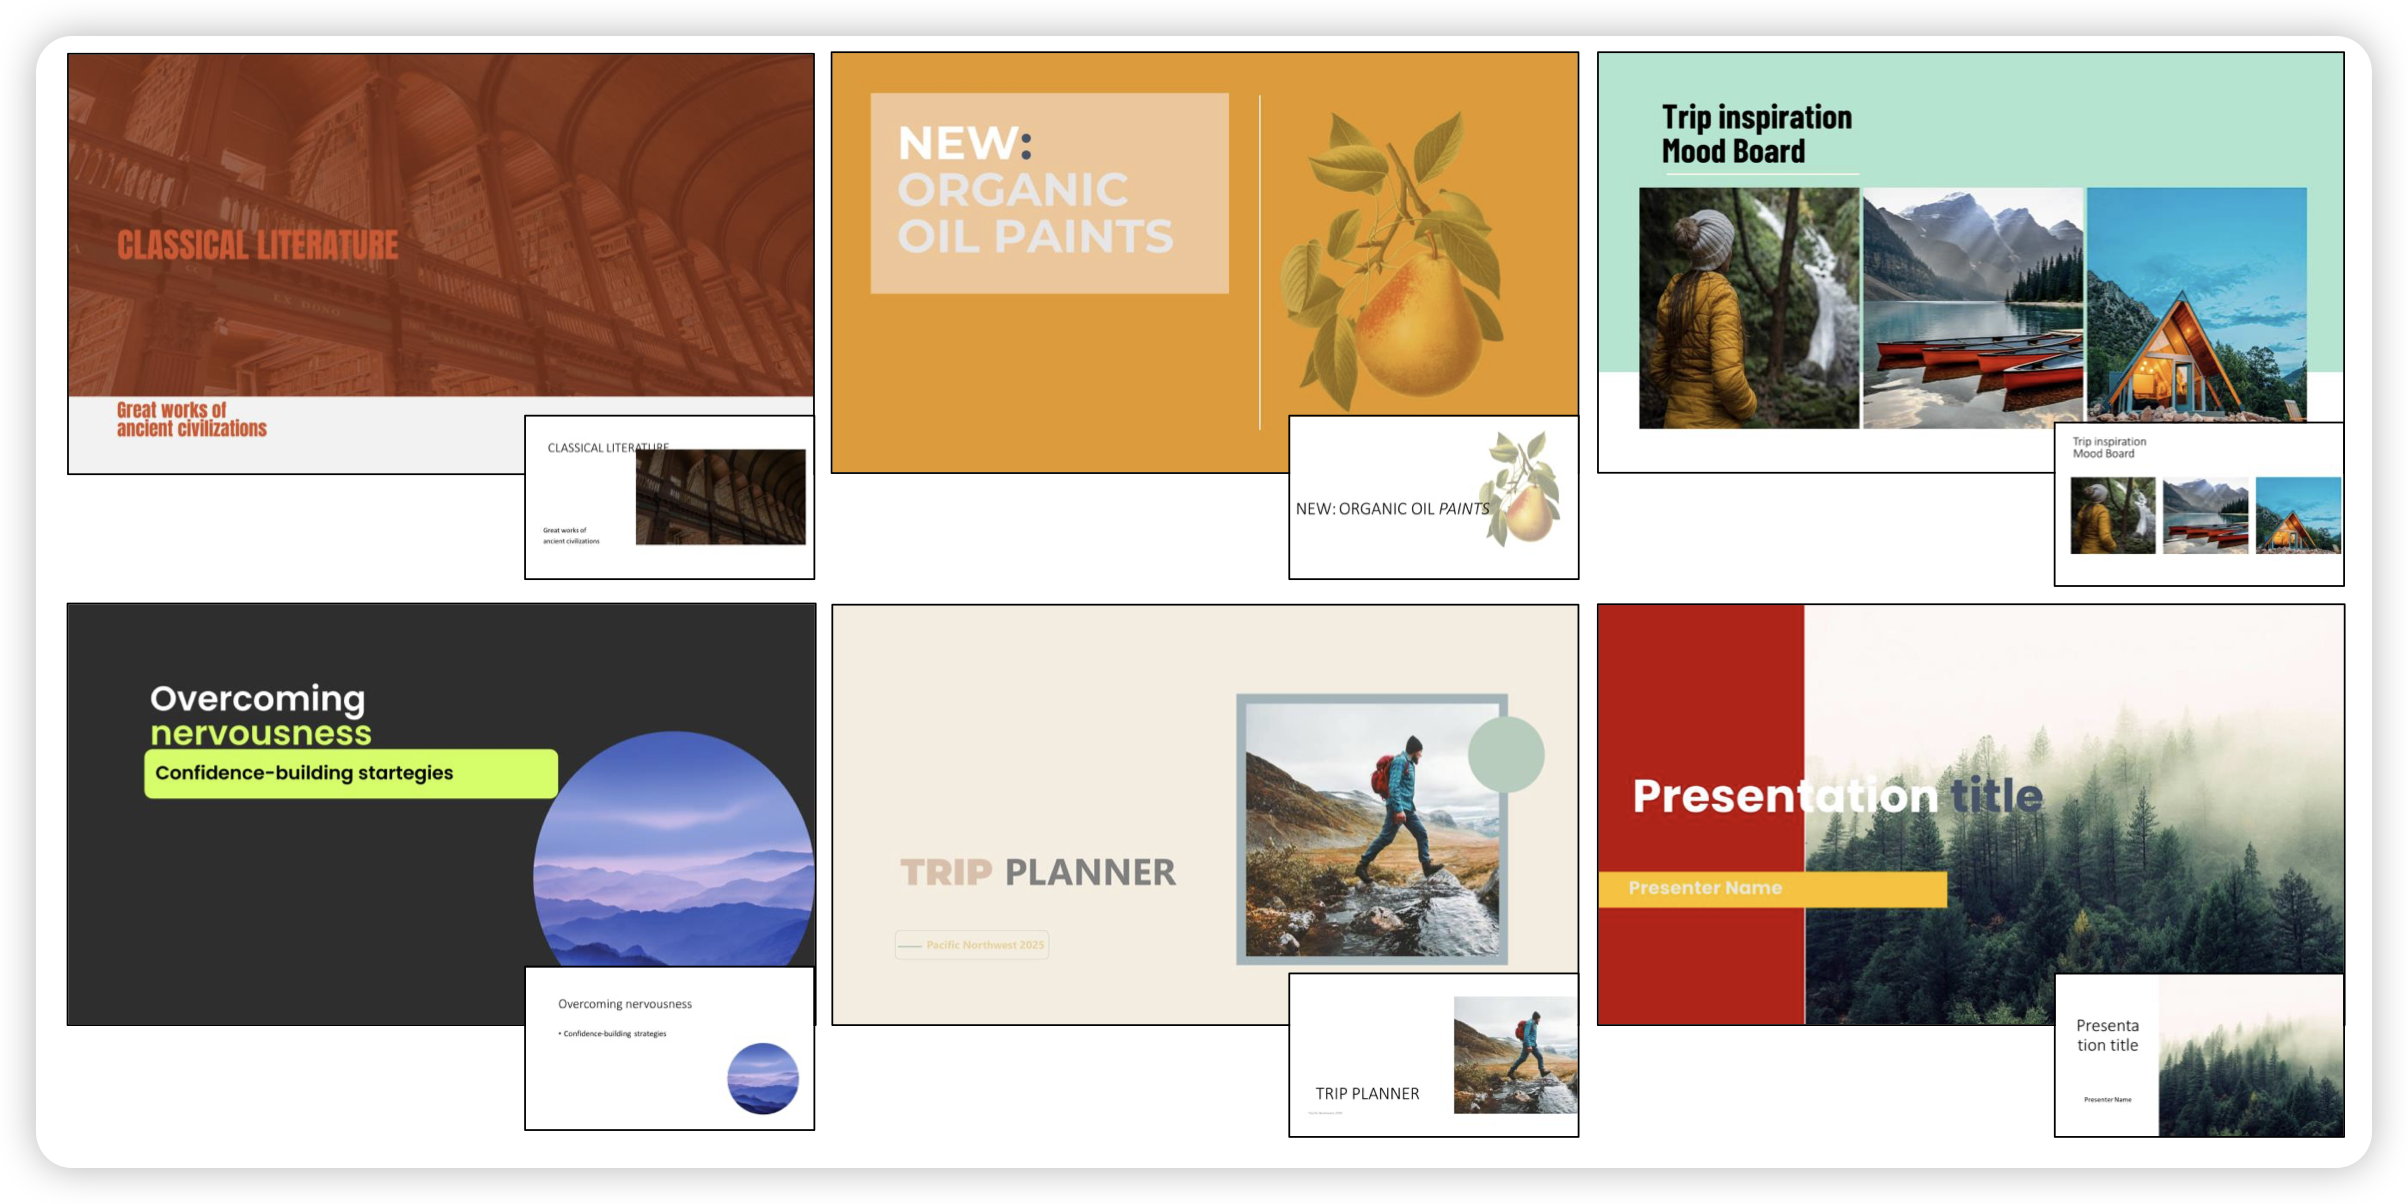 CLASSICAL LITERATURE
Great works of
ancient civilizations
CLASSICAL LITERATURE
Great works of
ancient civilizations
NEW:
ORGANIC
OIL PAINTS
NEW: ORGANIC OIL PAINTS
Trip inspiration
Mood Board
Trip inspiration
Mood Board
Overcoming
nervousness
Confidence-building startegies
Overcoming nervousness
• Confidence-building strategies
TRIP PLANNER
Pacific Northwest 2025
TRIP PLANNER
Presentation title
Presenter Name
Presenta
tion title
Presenter Name